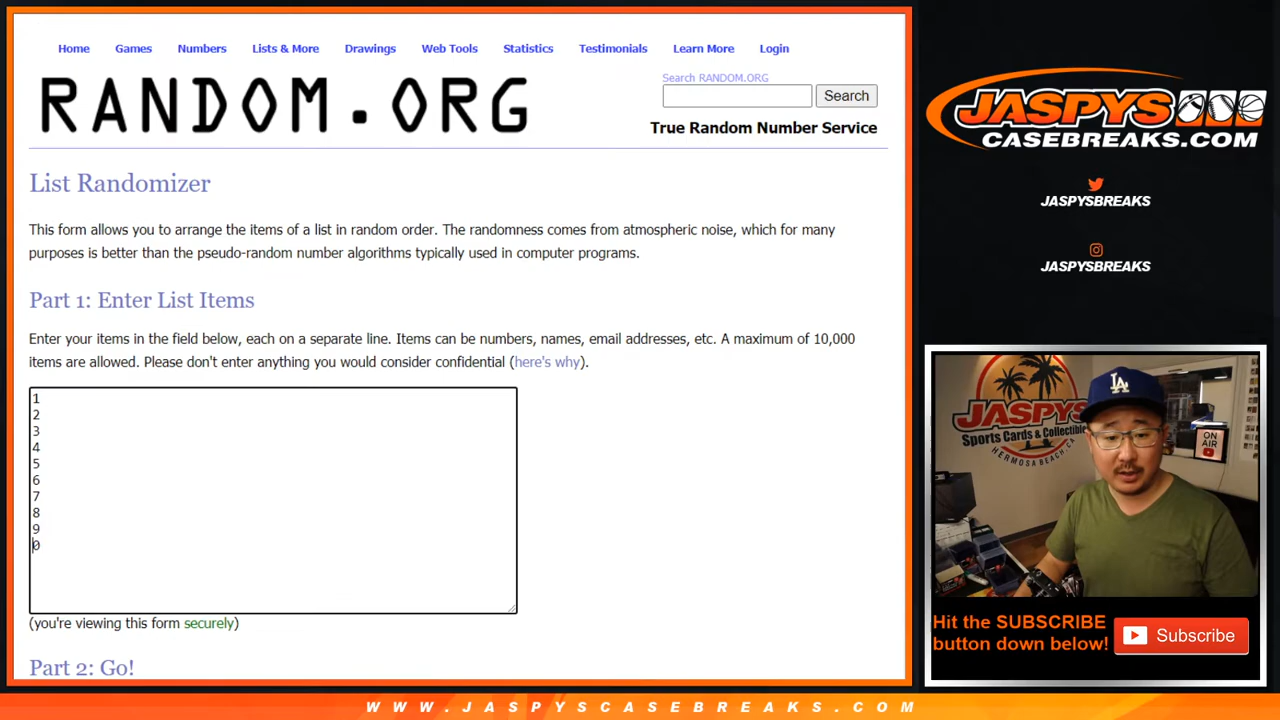 Home Games Numbers Lists & More Drawings Web Tools Statistics Testimonials Learn More Login
RANDOM.ORG
Search RANDOM.ORG
Search
True Random Number Service
List Randomizer
This form allows you to arrange the items of a list in random order. The randomness comes from atmospheric noise, which for many
purposes is better than the pseudo-random number algorithms typically used in computer programs.
Part 1: Enter List Items
Enter your items in the field below, each on a separate line. Items can be numbers, names, email addresses, etc. A maximum of 10,000
items are allowed. Please don't enter anything you would consider confidential (here's why).
1
2
3
4
5
6
7
8
9
0
(you're viewing this form securely)
Part 2: Go!
JASPYS
CASEBREAKS.COM
JASPYSBREAKS
JASPYSBREAKS
JASPYS
Sports Cards & Collectible
HERMOSA BEACH, CA
LA
ON
AIR
Hit the SUBSCRIBE
button down below!
Subscribe
WWW.JASPYSCASEBREAKS.COM